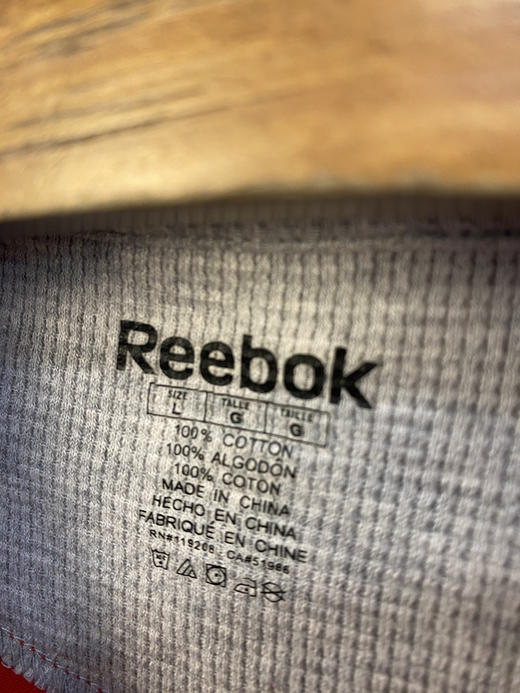 Reebok
SIZE TALLE TAILLE
L G G
100% COTTON
100% ALGODÓN
100% COTON
MADE IN CHINA
HECHO EN CHINA
FABRIQUÉ EN CHINE
RN#115208 CA#51966